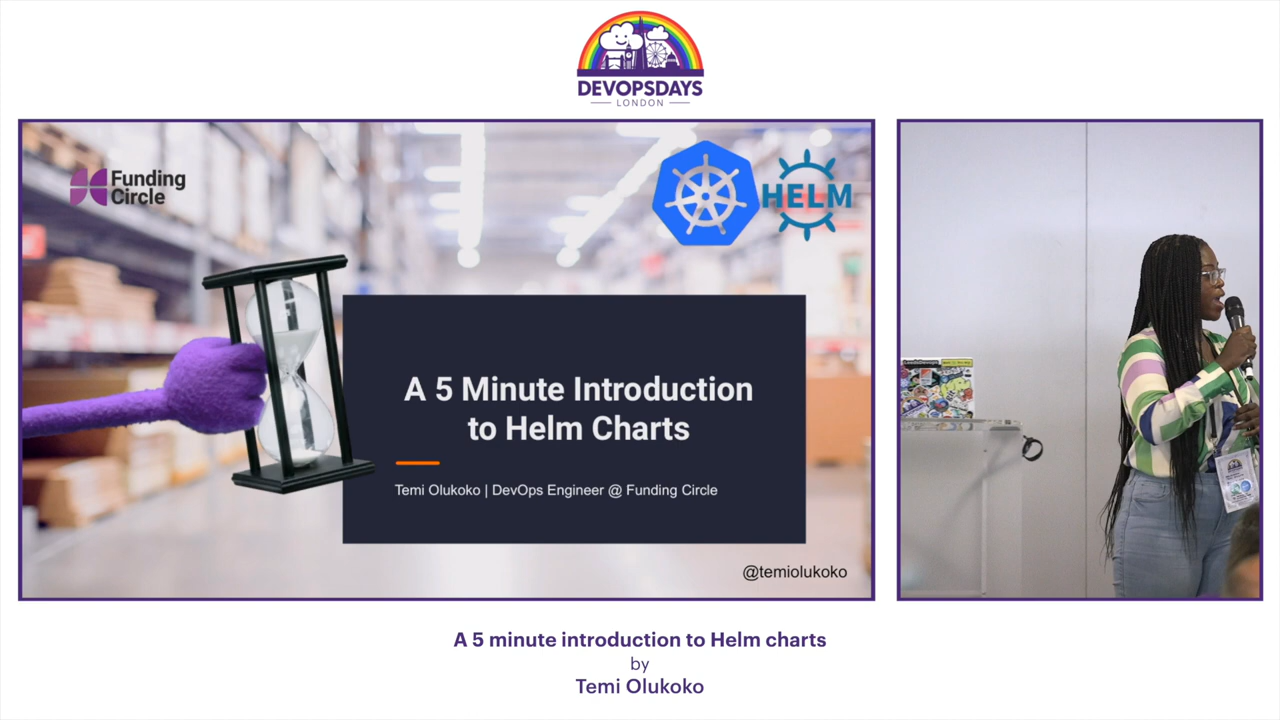 DEVOPSDAYS
LONDON
Funding
Circle
HELM
A 5 Minute Introduction
to Helm Charts
Temi Olukoko | DevOps Engineer @ Funding Circle
@temiolukoko
A 5 minute introduction to Helm charts
by
Temi Olukoko